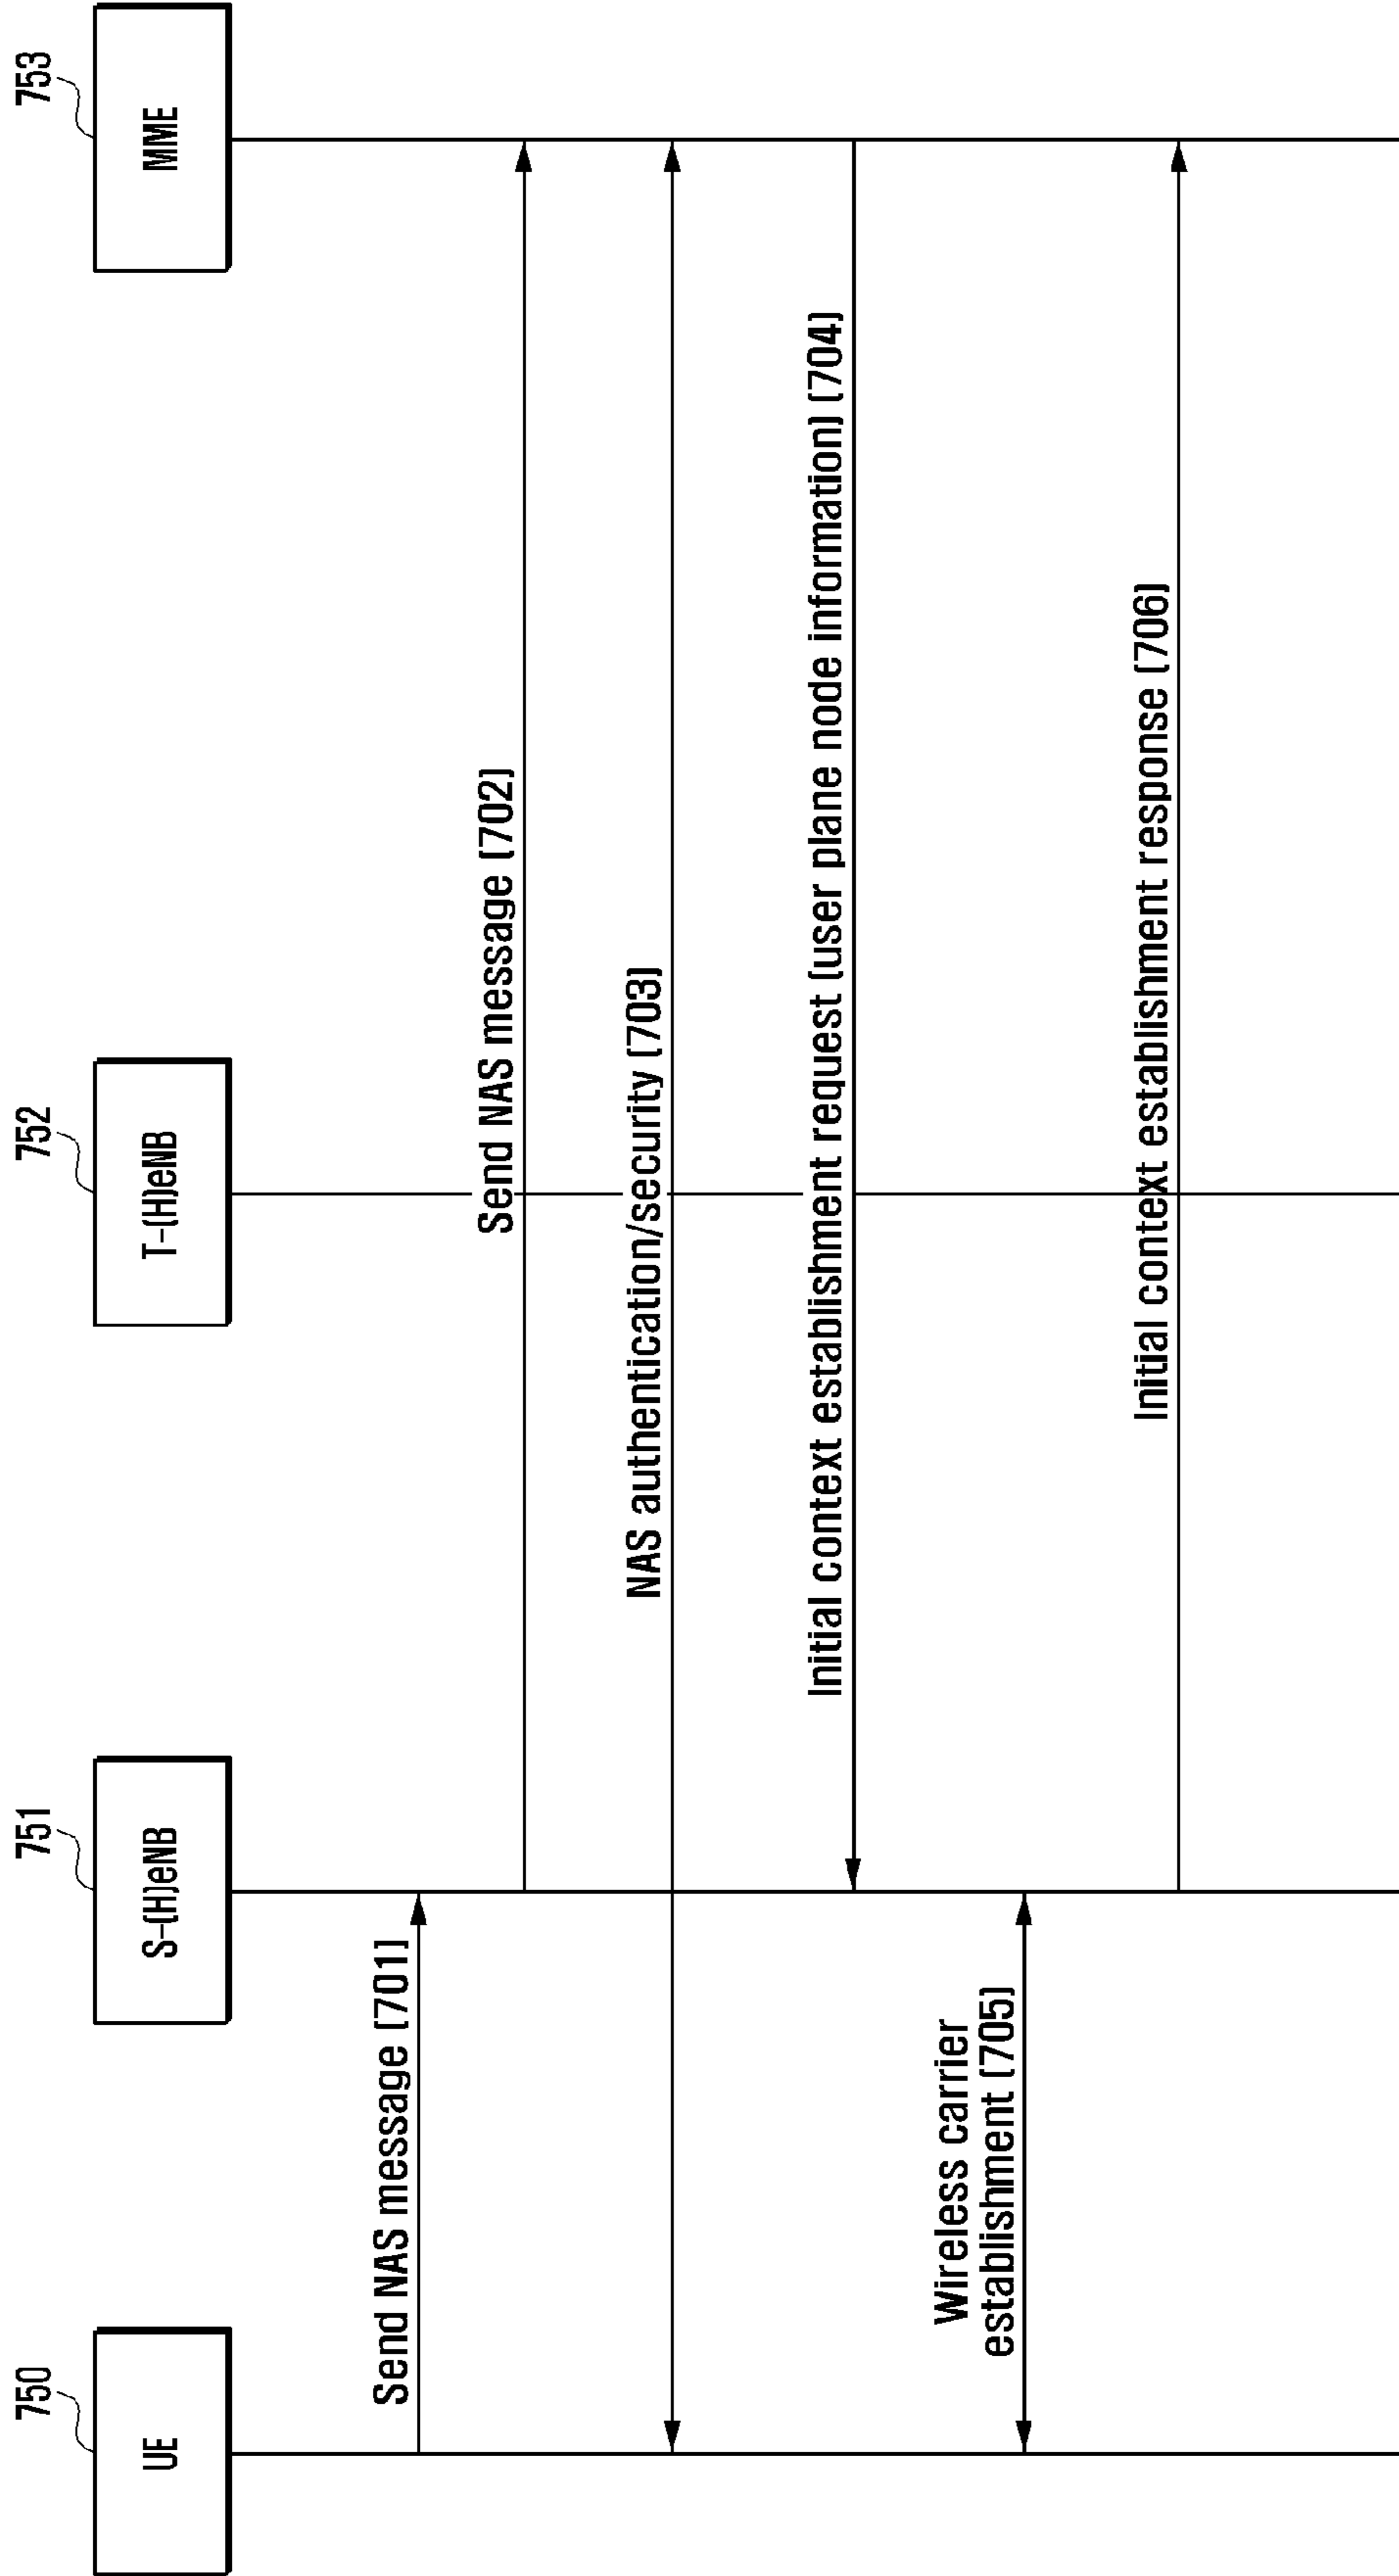 750
751
752
753
UE
S-(H)eNB
T-(H)eNB
MME
Send NAS message (701)
Send NAS message (702)
NAS authentication/security (703)
Initial context establishment request (user plane node information) (704)
Wireless carrier
establishment (705)
Initial context establishment response (706)